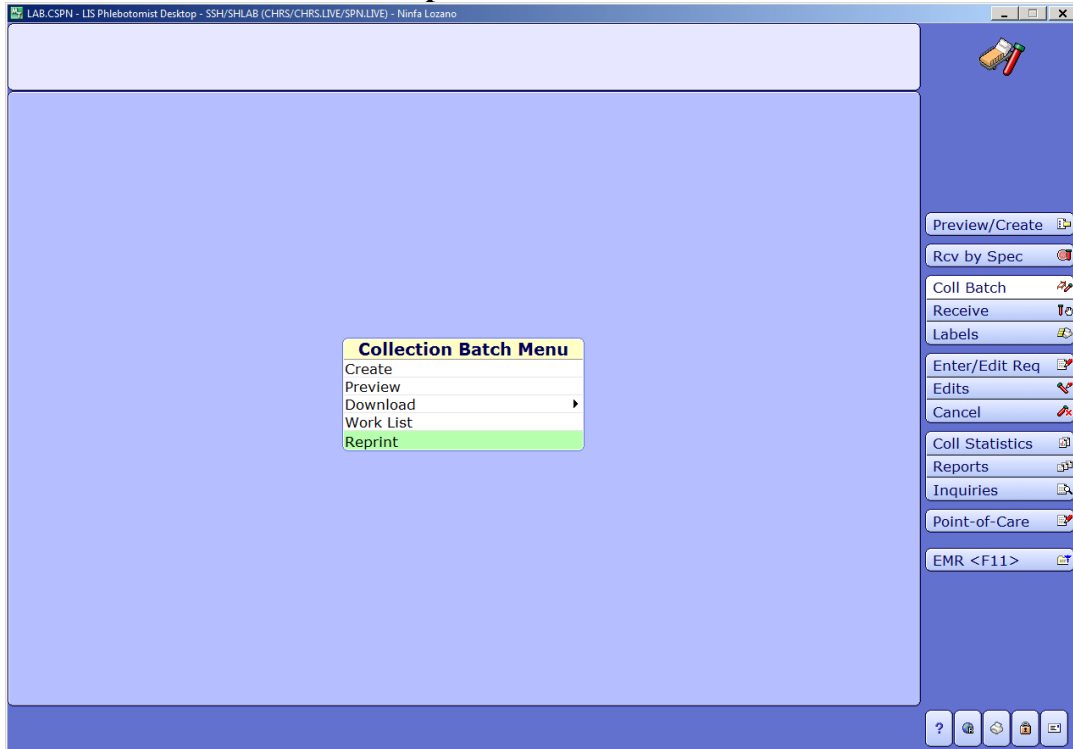 LAB.CSPN - LIS Phlebotomist Desktop - SSH/SHLAB (CHRS/CHRS.LIVE/SPN.LIVE) - Ninfa Lozano
Preview/Create
Rcv by Spec
Coll Batch
Receive
Labels
Enter/Edit Req
Edits
Cancel
Coll Statistics
Reports
Inquiries
Point-of-Care
EMR <F11>
Collection Batch Menu
Create
Preview
Download
Work List
Reprint
?